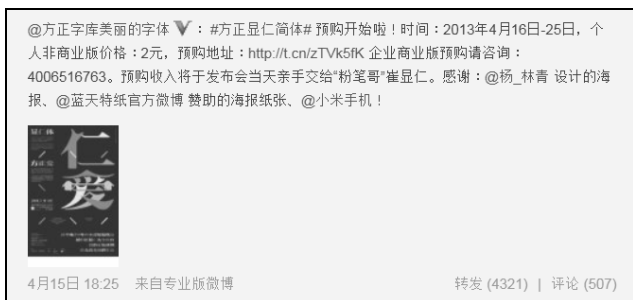 @方正字库美丽的字体 V：#方正显仁简体# 预购开始啦！时间：2013年4月16日-25日，个
人非商业版价格：2元，预购地址：http://t.cn/zTVk5fK 企业商业版预购请咨询：
4006516763。预购收入将于发布会当天亲手交给“粉笔哥”崔显仁。感谢：@杨_林青 设计的海
报、@蓝天特纸官方微博 赞助的海报纸张、@小米手机！
显仁体
仁
爱
4月15日 18:25 来自专业版微博 转发 (4321) | 评论 (507)